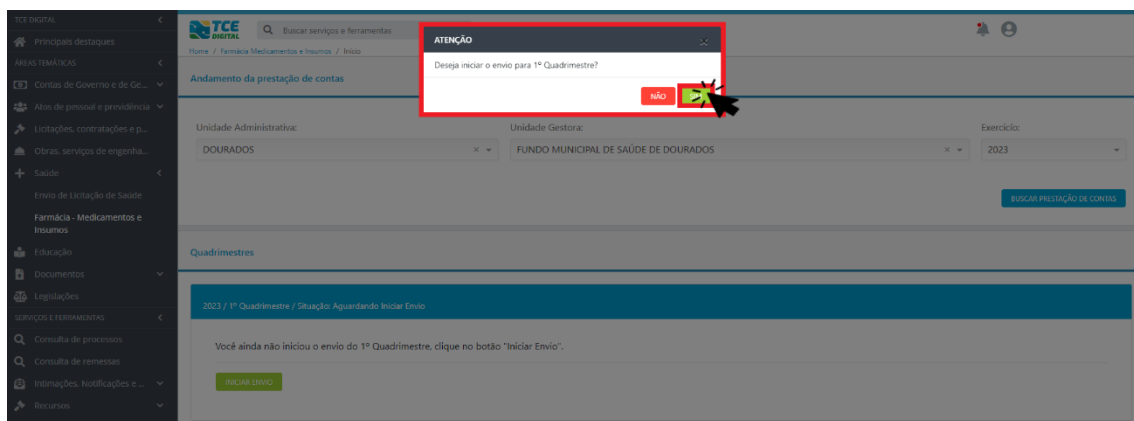 TCE DIGITAL
Principais destaques
ÁREAS TEMÁTICAS
Contas de Governo e de Ge...
Atos de pessoal e previdência
Licitações, contratações e p...
Obras, serviços de engenha...
Saúde
Envio de Licitação de Saúde
Farmácia - Medicamentos e
Insumos
Educação
Documentos
Legislações
SERVIÇOS E FERRAMENTAS
Consulta de processos
Consulta de remessas
Intimações, Notificações e ...
Recursos
TCE
DIGITAL
Buscar serviços e ferramentas
Home / Farmácia Medicamentos e Insumos / Início
Andamento da prestação de contas
ATENÇÃO
Deseja iniciar o envio para 1º Quadrimestre?
NÃO
Unidade Administrativa:
DOURADOS
Unidade Gestora:
FUNDO MUNICIPAL DE SAÚDE DE DOURADOS
Exercício:
2023
BUSCAR PRESTAÇÃO DE CONTAS
Quadrimestres
2023 / 1º Quadrimestre / Situação: Aguardando Iniciar Envio
Você ainda não iniciou o envio do 1º Quadrimestre, clique no botão "Iniciar Envio".
INICIAR ENVIO